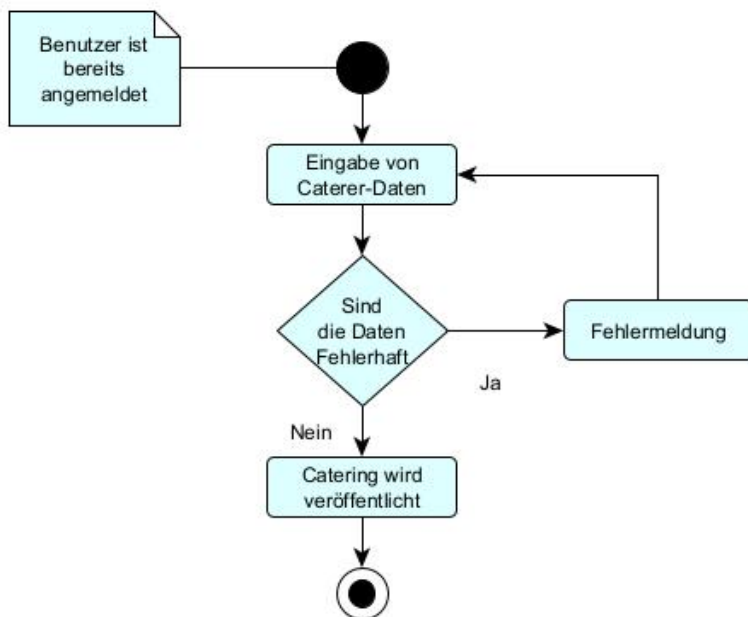 Benutzer ist
bereits
angemeldet
Eingabe von
Caterer-Daten
Sind
die Daten
Fehlerhaft
Fehlermeldung
Ja
Nein
Catering wird
veröffentlicht